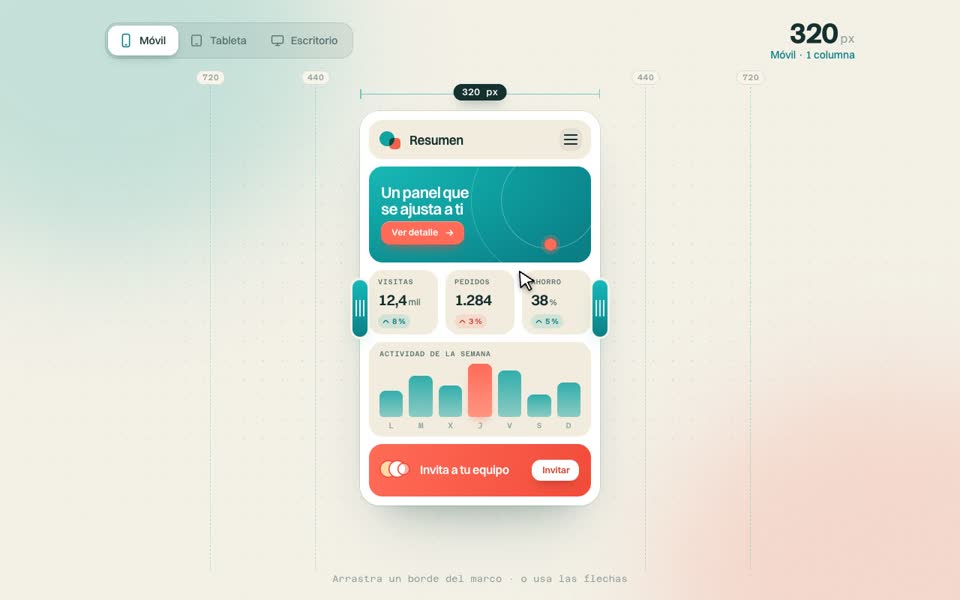 Móvil
Tableta
Escritorio
320 px
Móvil · 1 columna
720
440
440
720
320 px
Resumen
Un panel que
se ajusta a ti
Ver detalle →
VISITAS
12,4 mil
8 %
PEDIDOS
1.284
3 %
HORRO
38 %
5 %
ACTIVIDAD DE LA SEMANA
L M X J V S D
Invita a tu equipo
Invitar
Arrastra un borde del marco · o usa las flechas